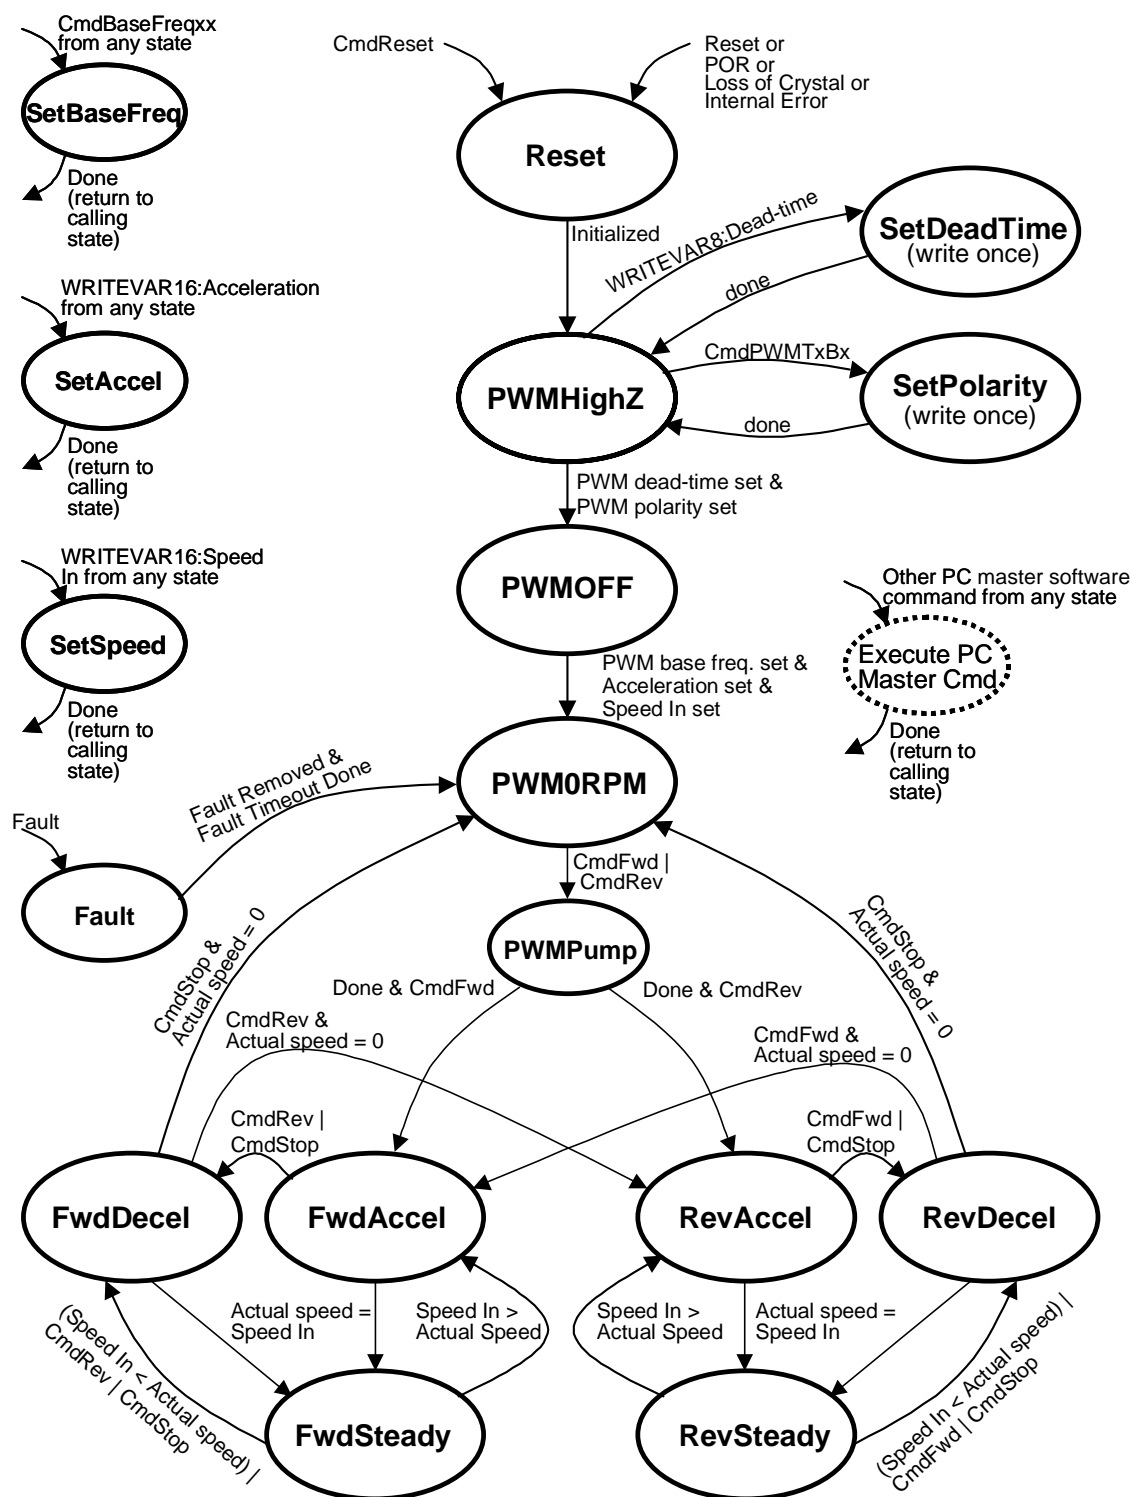 CmdBaseFreqxx
from any state
SetBaseFreq
Done
(return to
calling
state)
CmdReset
Reset or
POR or
Loss of Crystal or
Internal Error
Reset
Initialized
WRITEVAR8:Dead-time
SetDeadTime
(write once)
done
WRITEVAR16:Acceleration
from any state
SetAccel
Done
(return to
calling
state)
PWMHighZ
CmdPWMTxBx
SetPolarity
(write once)
done
PWM dead-time set &
PWM polarity set
WRITEVAR16:Speed
In from any state
SetSpeed
Done
(return to
calling
state)
PWMOFF
PWM base freq. set &
Acceleration set &
Speed In set
Other PC master software
command from any state
Execute PC
Master Cmd
Done
(return to
calling
state)
PWM0RPM
Fault Removed &
Fault Timeout Done
Fault
Fault
CmdFwd |
CmdRev
PWMPump
CmdStop &
Actual speed = 0
Done & CmdFwd
Done & CmdRev
CmdStop &
Actual speed = 0
CmdRev &
Actual speed = 0
CmdFwd &
Actual speed = 0
CmdRev |
CmdStop
CmdFwd |
CmdStop
FwdDecel
FwdAccel
RevAccel
RevDecel
(Speed In < Actual speed) |
CmdRev | CmdStop
Actual speed =
Speed In
Speed In >
Actual Speed
Speed In >
Actual Speed
Actual speed =
Speed In
(Speed In < Actual speed) |
CmdFwd | CmdStop
FwdSteady
RevSteady